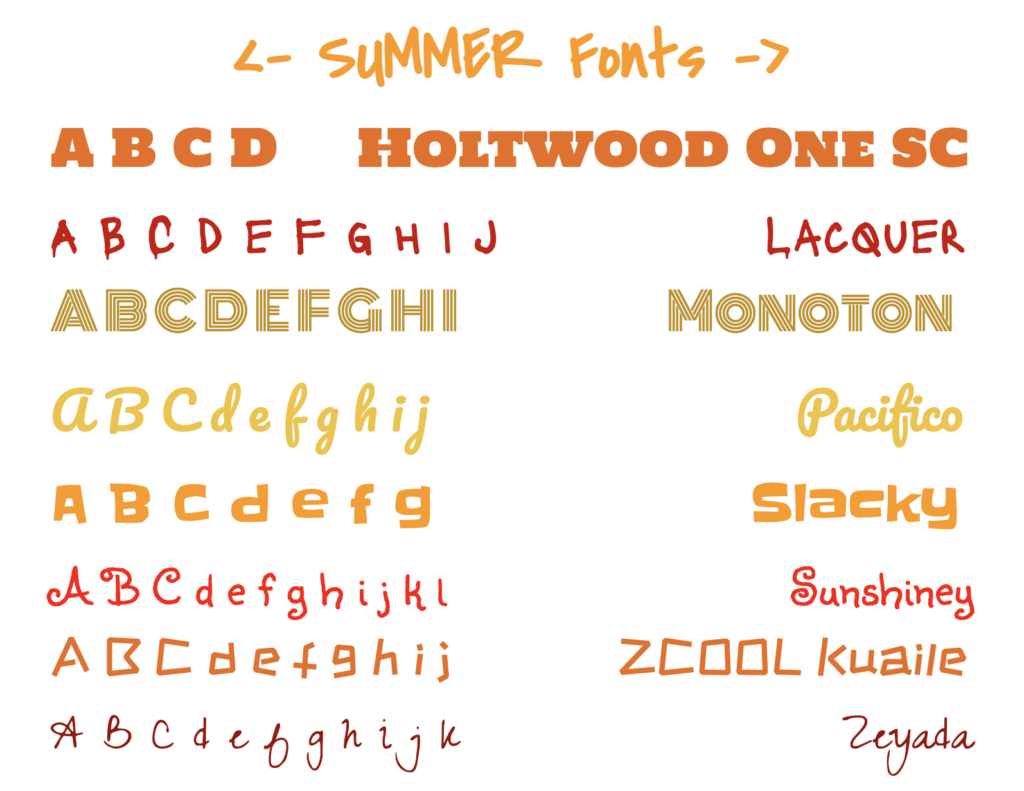 <- SUMMER Fonts ->
A B C D Holtwood One SC
A B C D E F G H I J LACQUER
ABCDEFGHI Monoton
A B C d e f g h i j Pacifico
A B C d e f g Slacky
A B C d e f g h i j k l Sunshiney
A B C d e f g h i j ZCOOL Kuaile
A B C d e f g h i j k Zeyada